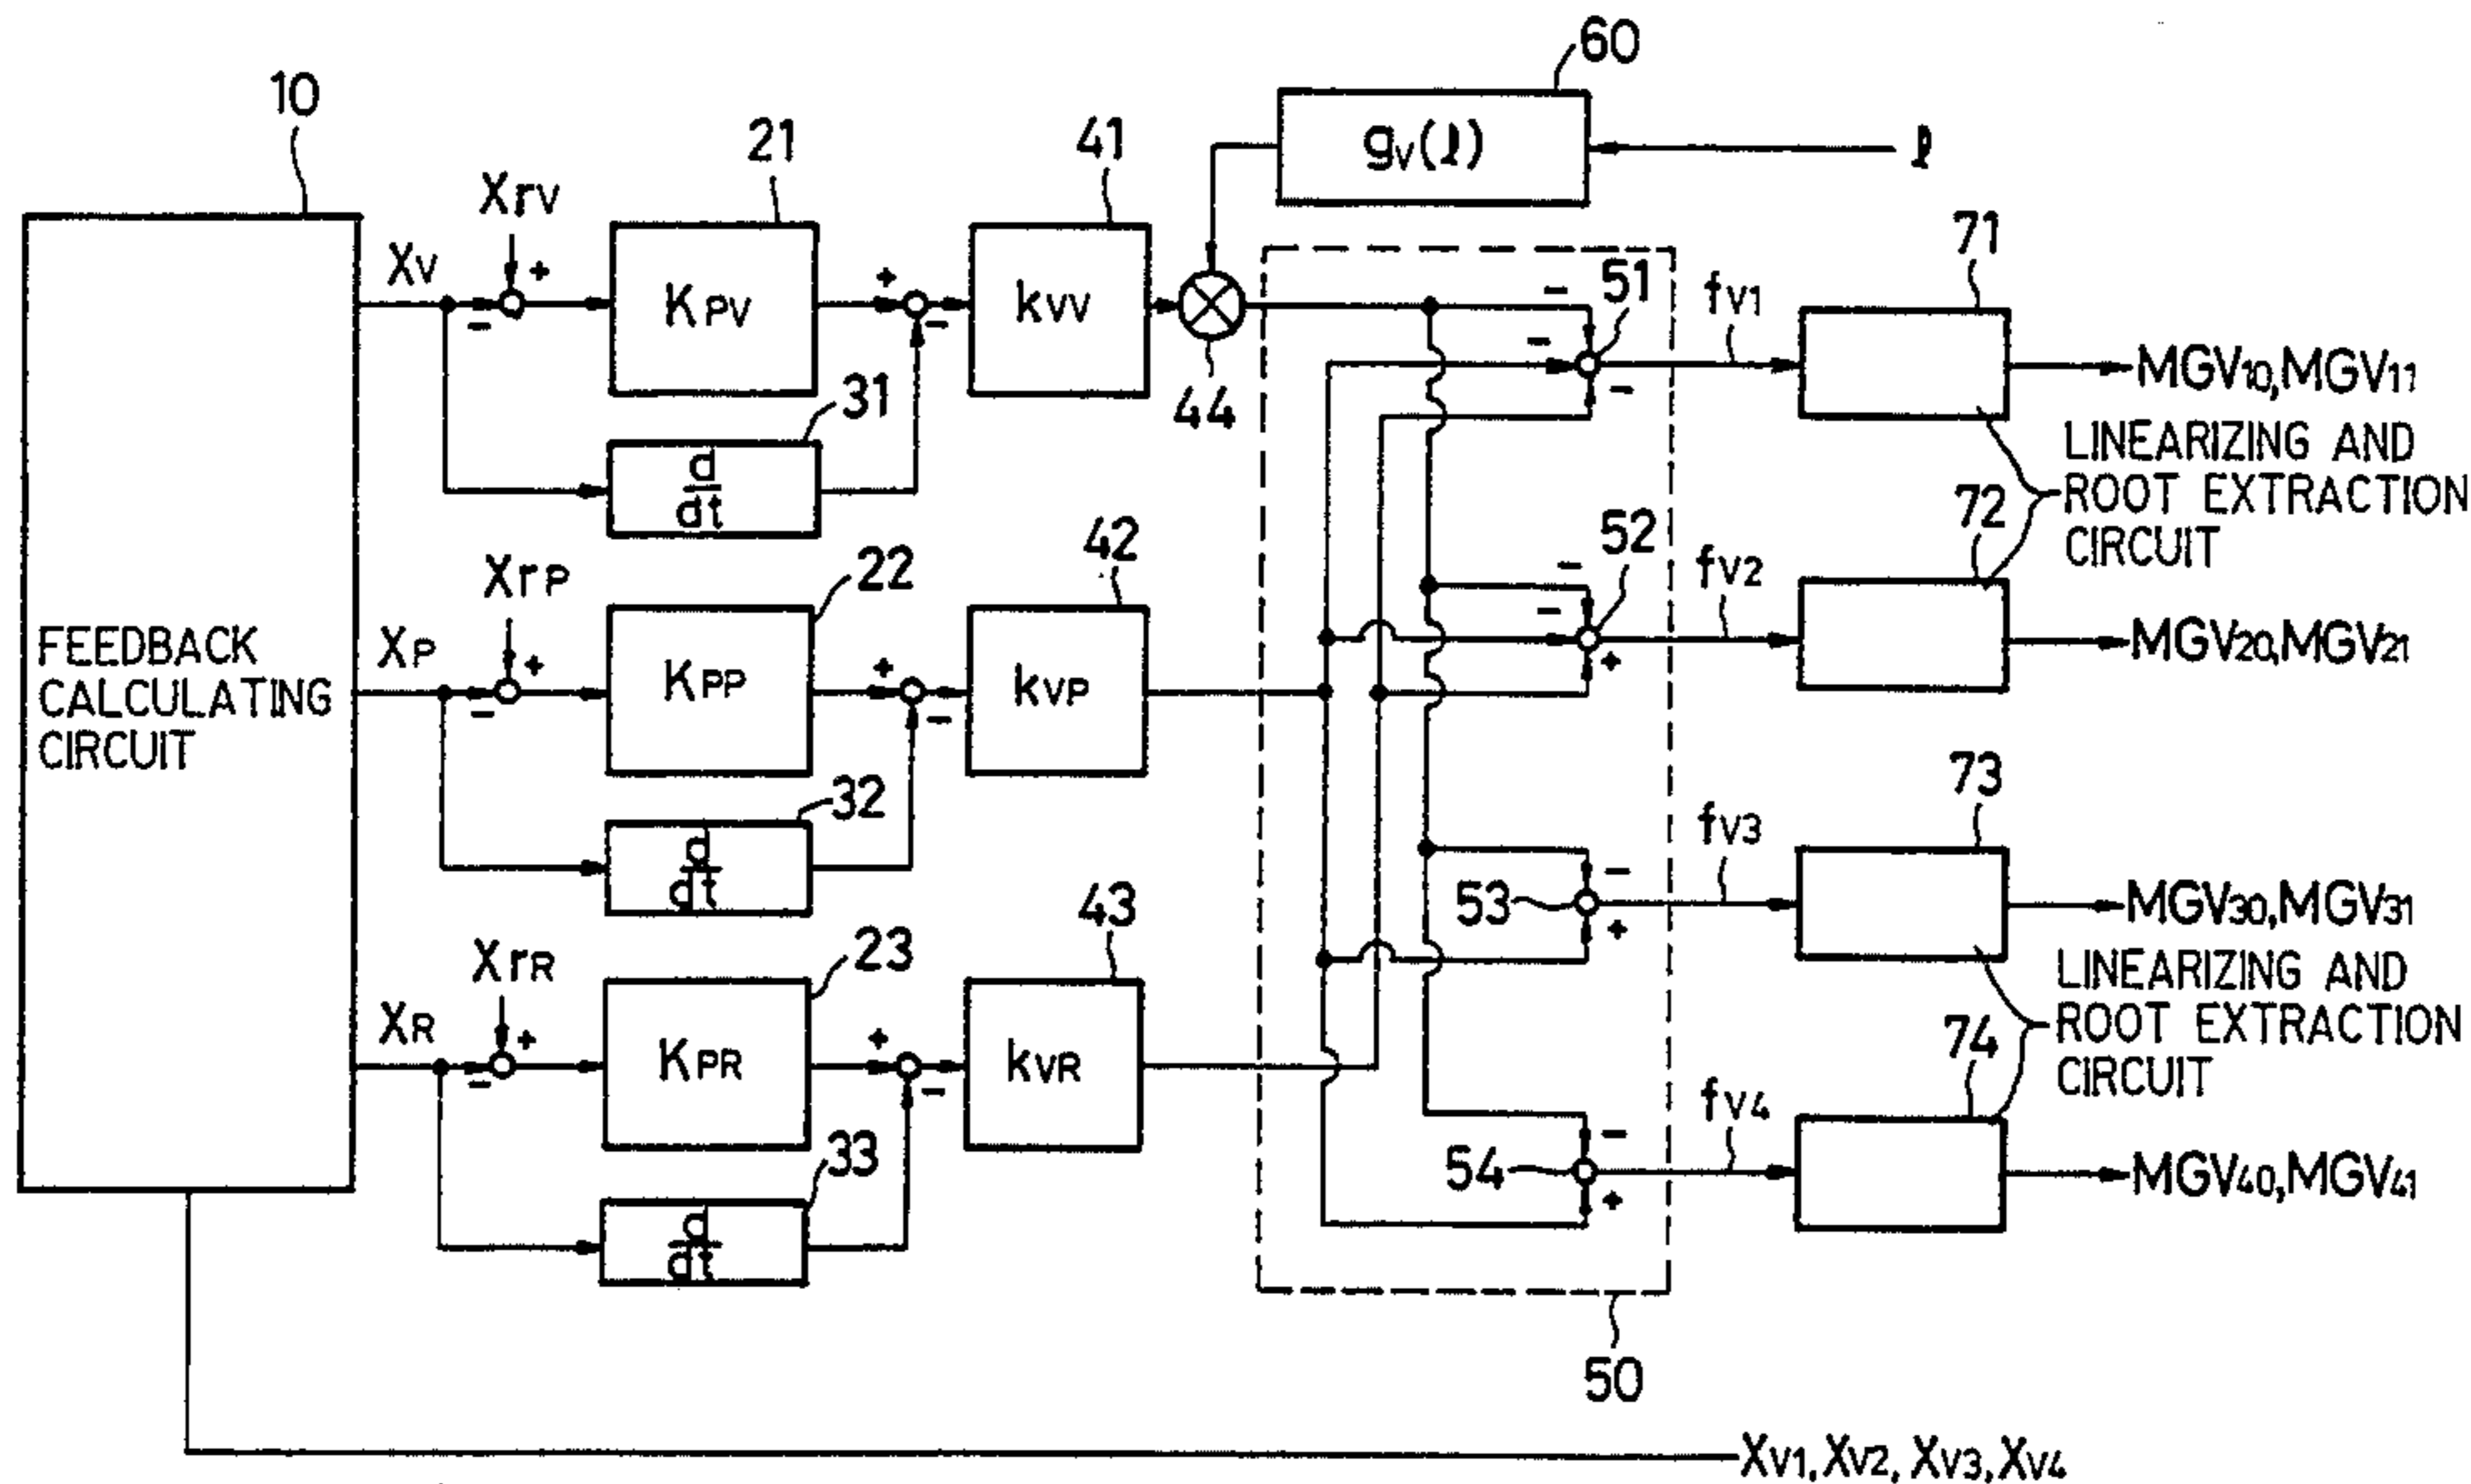 60
10
21
41
gv(l)
l
XrV
71
XV
51
fV1
KPV
kVV
MGV10,MGV11
31
44
d
dt
LINEARIZING AND
ROOT EXTRACTION
CIRCUIT
72
52
42
fV2
XrP
22
FEEDBACK
CALCULATING
CIRCUIT
XP
KPP
kVP
MGV20,MGV21
73
32
d
dt
fV3
43
53
MGV30,MGV31
XrR
23
LINEARIZING AND
ROOT EXTRACTION
CIRCUIT
XR
KPR
kVR
74
fV4
33
54
MGV40,MGV41
d
dt
50
XV1, XV2, XV3, XV4